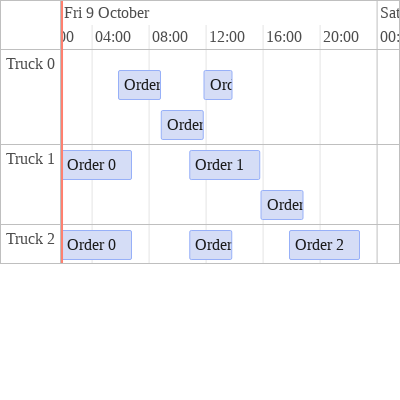 Fri 9 October Sat
00 04:00 08:00 12:00 16:00 20:00 00:
Truck 0
Order Ord
Order
Truck 1
Order 0 Order 1
Order
Truck 2
Order 0 Order Order 2